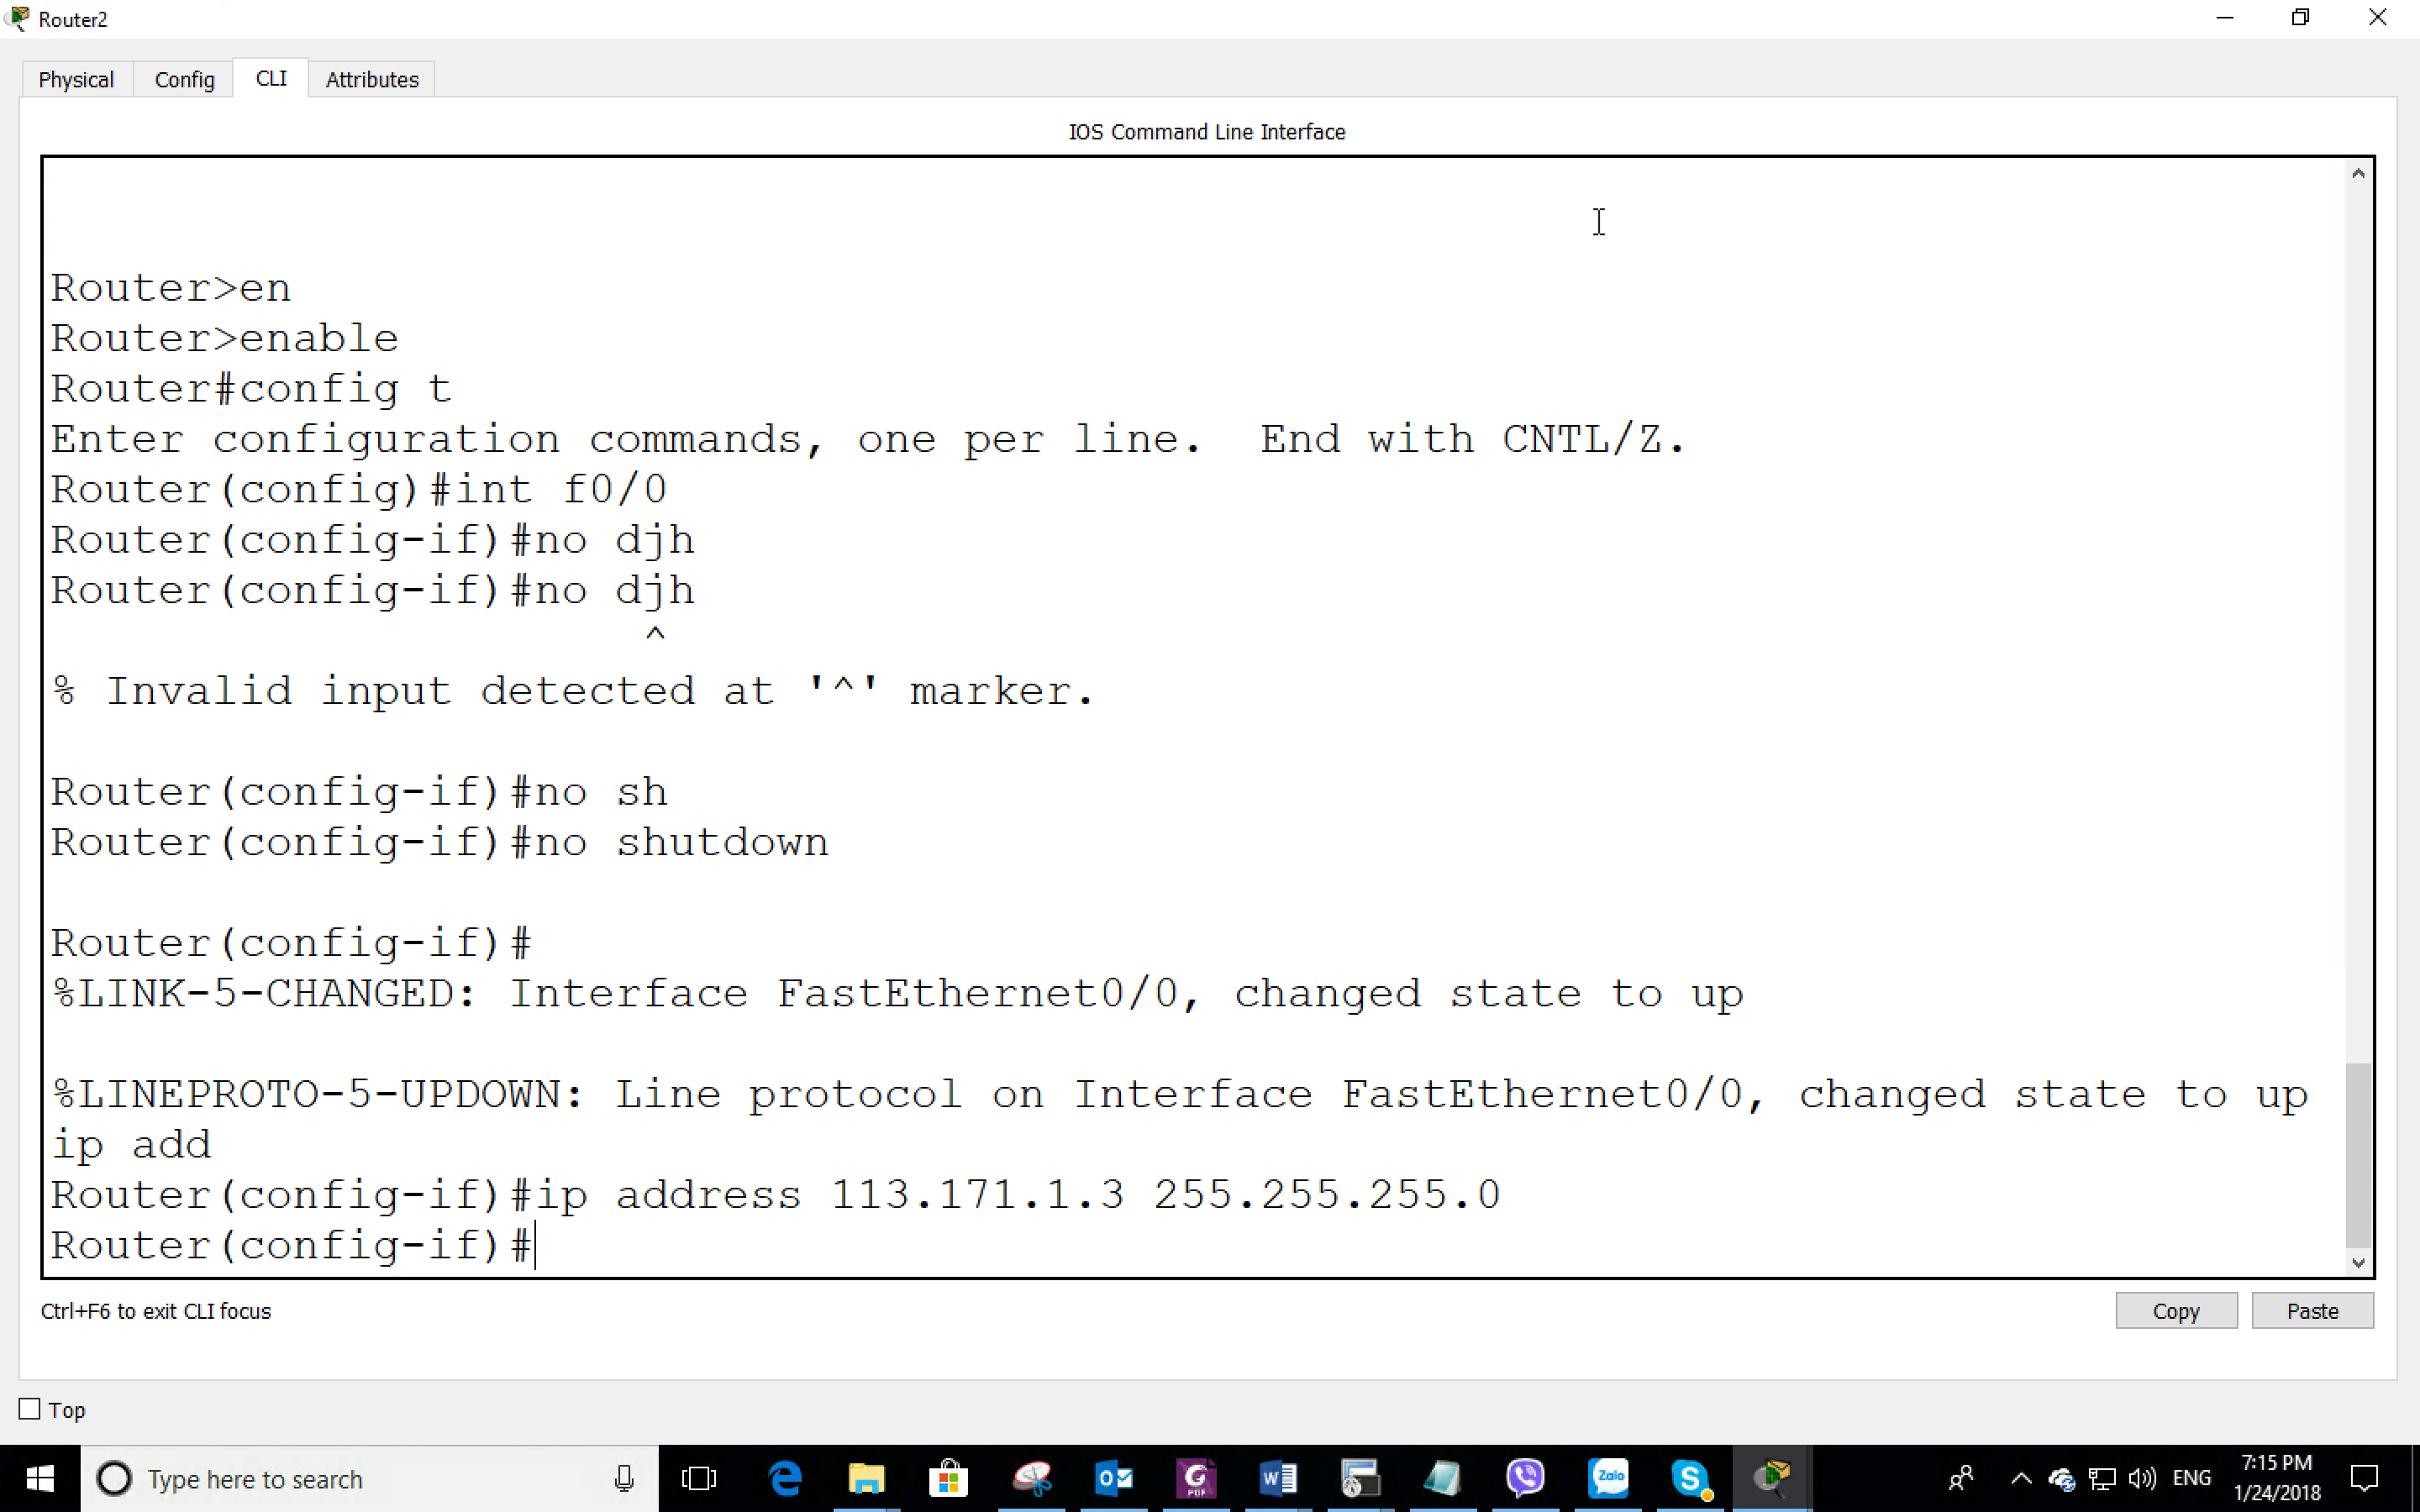 Router2
Physical Config CLI Attributes
IOS Command Line Interface
Router>en
Router>enable
Router#config t
Enter configuration commands, one per line.  End with CNTL/Z.
Router(config)#int f0/0
Router(config-if)#no djh
Router(config-if)#no djh
^
% Invalid input detected at '^' marker.
Router(config-if)#no sh
Router(config-if)#no shutdown
Router(config-if)#
%LINK-5-CHANGED: Interface FastEthernet0/0, changed state to up
%LINEPROTO-5-UPDOWN: Line protocol on Interface FastEthernet0/0, changed state to up
ip add
Router(config-if)#ip address 113.171.1.3 255.255.255.0
Router(config-if)#
Ctrl+F6 to exit CLI focus
Copy Paste
Top
Type here to search
Zalo
ENG
7:15 PM
1/24/2018